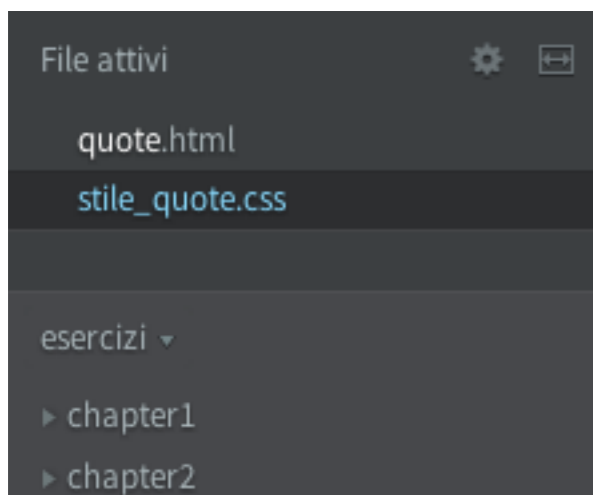 File attivi
quote.html
stile_quote.css
esercizi
chapter1
chapter2